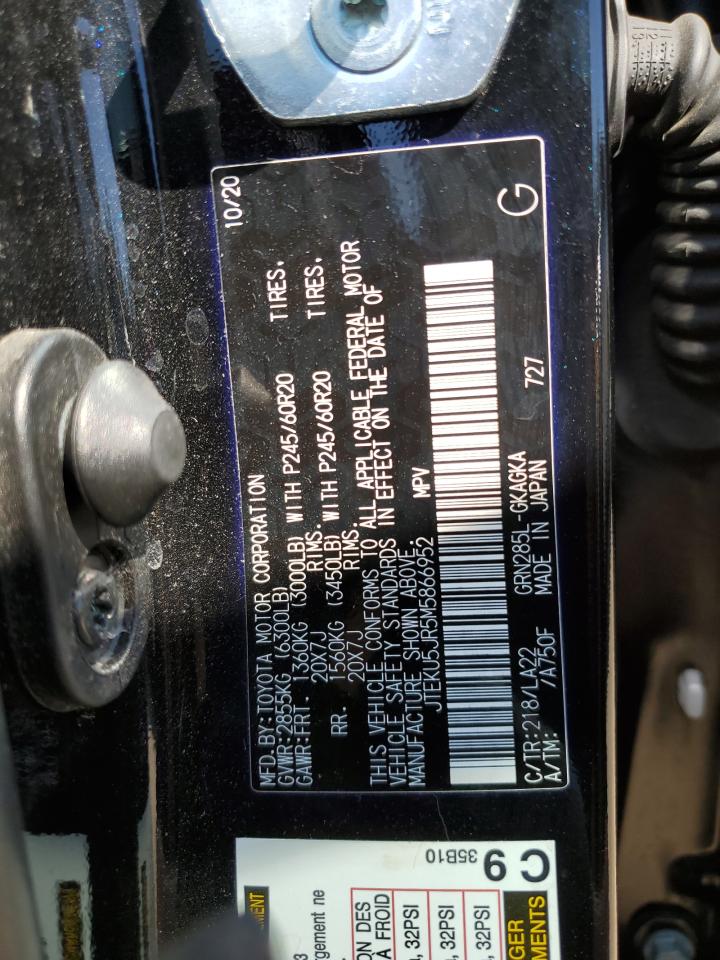 MFD.BY:TOYOTA MOTOR CORPORATION 10/20
GVWR:2855KG (6300LB)
GAWR:FRT. 1360KG (3000LB) WITH P245/60R20 TIRES,
20X7J RIMS.
RR. 1560KG (3450LB) WITH P245/60R20 TIRES,
20X7J RIMS.
THIS VEHICLE CONFORMS TO ALL APPLICABLE FEDERAL MOTOR
VEHICLE SAFETY STANDARDS IN EFFECT ON THE DATE OF
MANUFACTURE SHOWN ABOVE.
JTEKU5JR5M5866952 MPV
C/TR:218/LA22 GRN285L-GKAGKA 727 G
A/TM: /A750F MADE IN JAPAN
C 9
35B10
32PSI
32PSI
32PSI